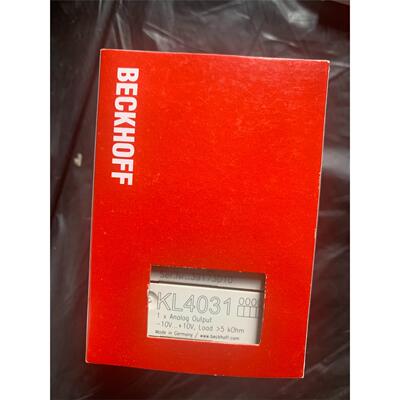 BECKHOFF
KL4031
1 x Analog Output
-10V...+10V, Load >5 kOhm
Made in Germany / www.beckhoff.com